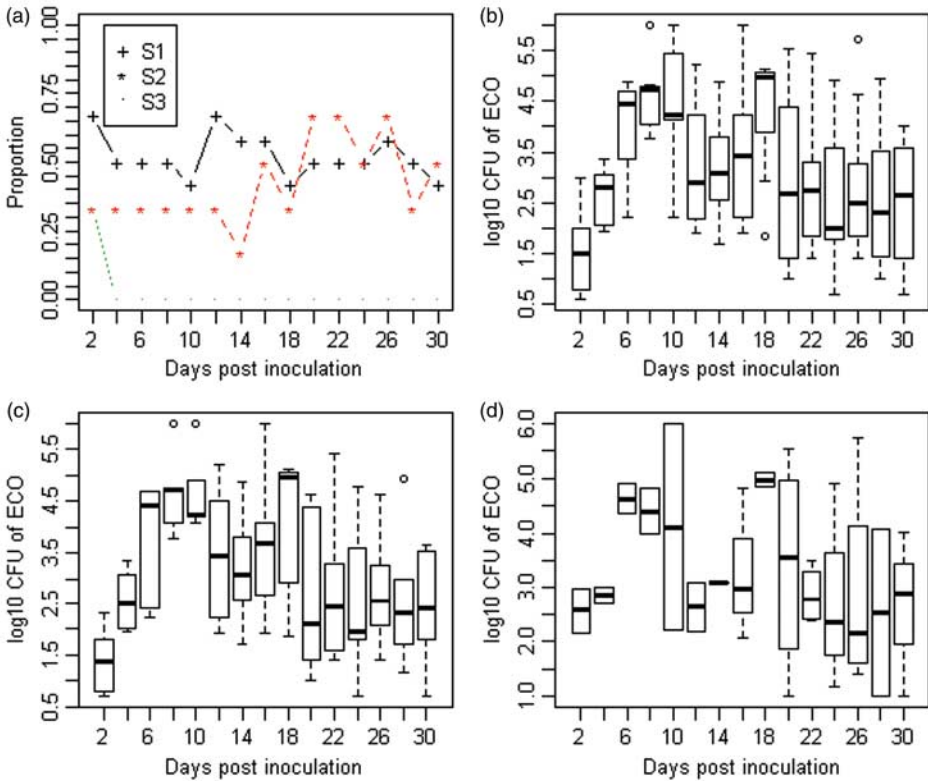 (a)
1.00
0.75
0.50
0.25
0.00
Proportion
+ S1
* S2
S3
2 6 10 14 18 22 26 30
Days post inoculation
(b)
5.5
4.5
3.5
2.5
1.5
0.5
log10 CFU of ECO
2 6 10 14 18 22 26 30
Days post inoculation
(c)
5.5
4.5
3.5
2.5
1.5
0.5
log10 CFU of ECO
2 6 10 14 18 22 26 30
Days post inoculation
(d)
6.0
5.0
4.0
3.0
2.0
1.0
log10 CFU of ECO
2 6 10 14 18 22 26 30
Days post inoculation